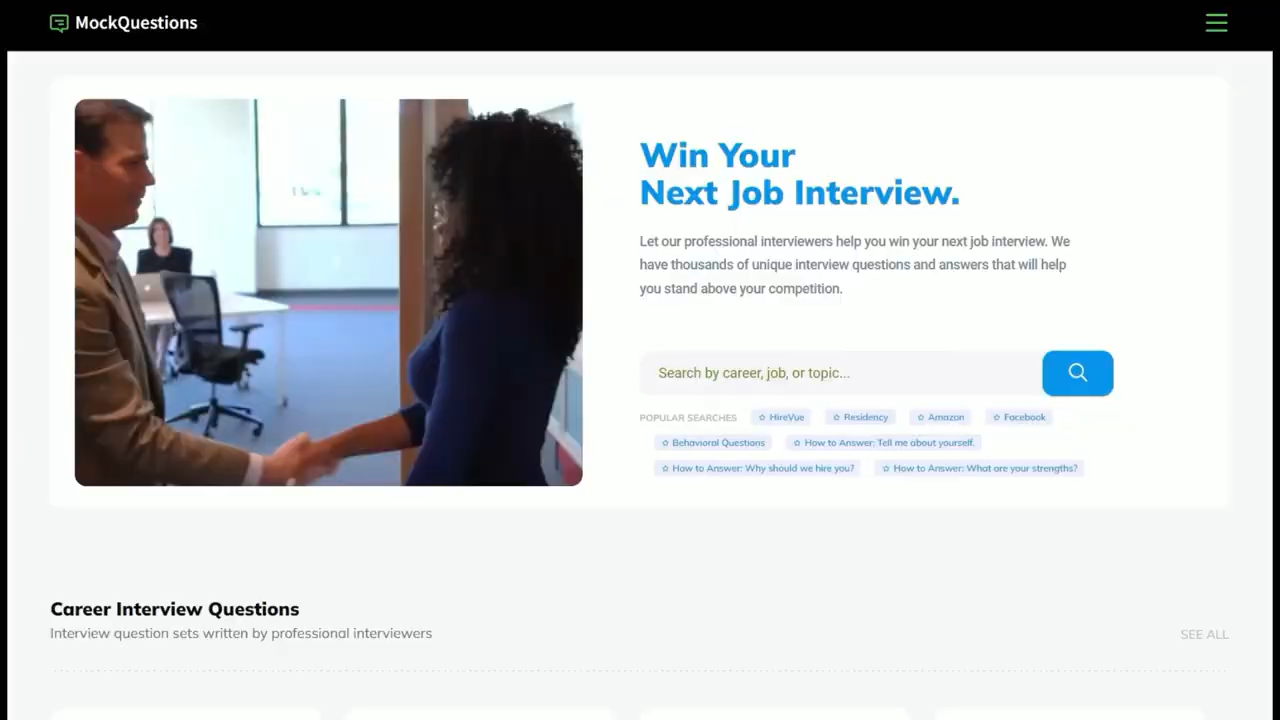 MockQuestions
Win Your
Next Job Interview.
Let our professional interviewers help you win your next job interview. We
have thousands of unique interview questions and answers that will help
you stand above your competition.
Search by career, job, or topic...
POPULAR SEARCHES HireVue Residency Amazon Facebook
Behavioral Questions How to Answer: Tell me about yourself.
How to Answer: Why should we hire you? How to Answer: What are your strengths?
Career Interview Questions
Interview question sets written by professional interviewers
SEE ALL